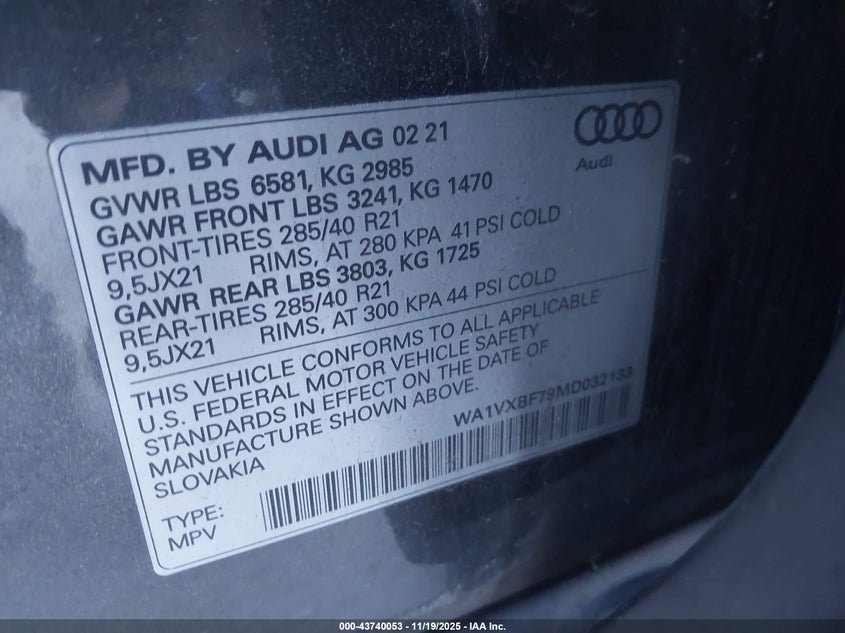 MFD. BY AUDI AG 02 21
Audi
GVWR LBS 6581, KG 2985
GAWR FRONT LBS 3241, KG 1470
FRONT-TIRES 285/40 R21
9,5JX21 RIMS, AT 280 KPA 41 PSI COLD
GAWR REAR LBS 3803, KG 1725
REAR-TIRES 285/40 R21
9,5JX21 RIMS, AT 300 KPA 44 PSI COLD
THIS VEHICLE CONFORMS TO ALL APPLICABLE
U.S. FEDERAL MOTOR VEHICLE SAFETY
STANDARDS IN EFFECT ON THE DATE OF
MANUFACTURE SHOWN ABOVE.
SLOVAKIA
WA1VXBF79MD032133
TYPE:
MPV
000-43740053 - 11/19/2025 - IAA Inc.